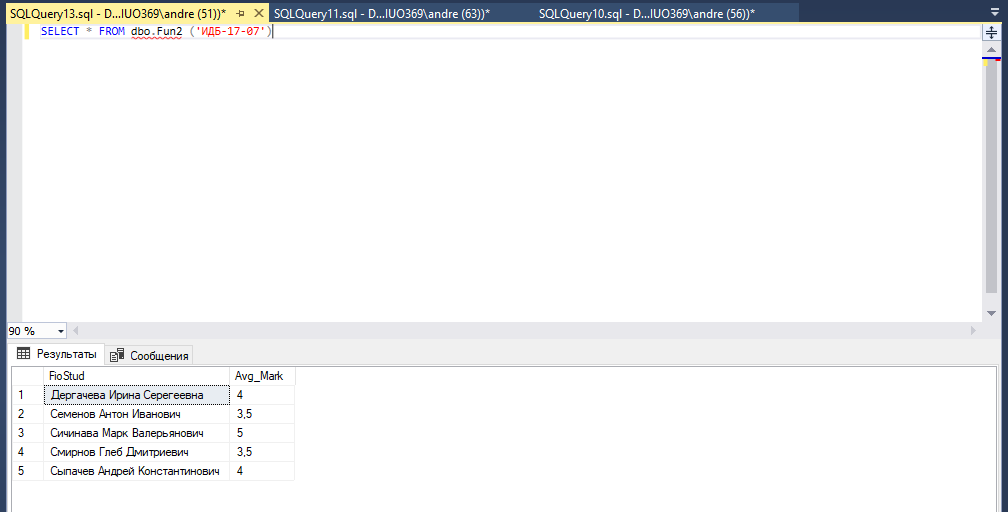 SQLQuery13.sql - D...IUO369\andre (51))* SQLQuery11.sql - D...IUO369\andre (63))* SQLQuery10.sql - D...IUO369\andre (56))*
SELECT * FROM dbo.Fun2 ('ИДБ-17-07')
90 %
Результаты Сообщения
FioStud Avg_Mark
1 Дергачева Ирина Серегеевна 4
2 Семенов Антон Иванович 3,5
3 Сичинава Марк Валерьянович 5
4 Смирнов Глеб Дмитриевич 3,5
5 Сыпачев Андрей Константинович 4